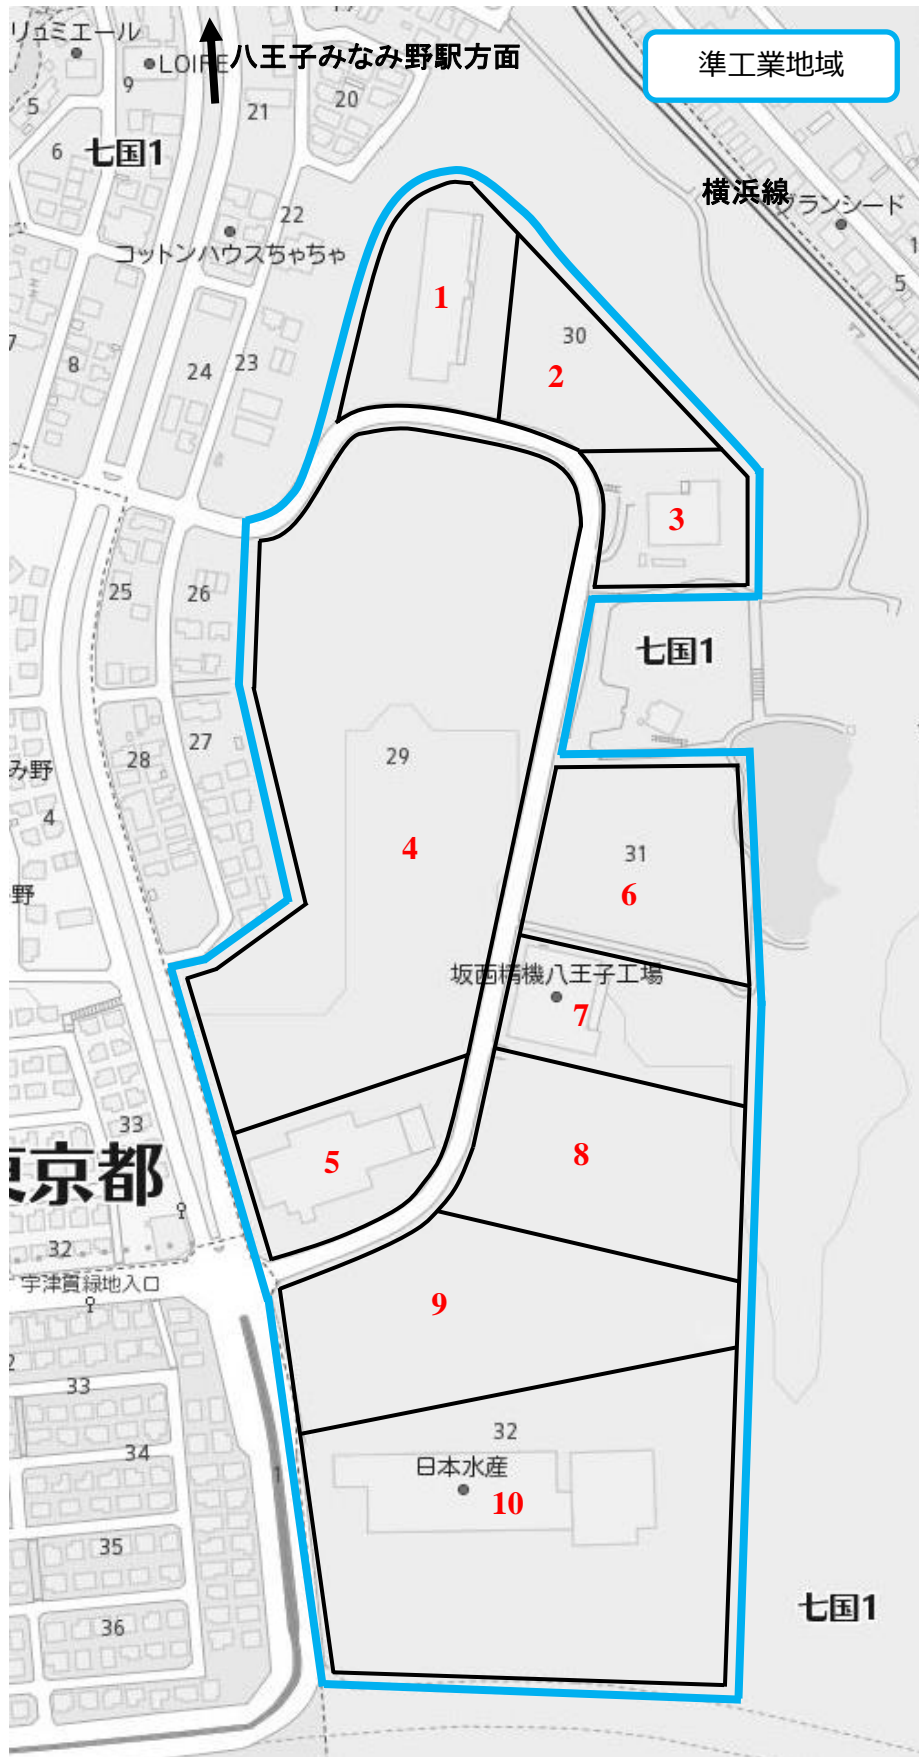 リュミエール
17
八王子みなみ野駅方面
準工業地域
LOIRE
9
5
21
20
6
七国1
横浜線
グランシード
22
コットンハウスちゃちゃ
1
5
1
7
30
8
24
23
2
3
25
26
七国1
27
28
29
み野
4
4
31
野
6
坂西精機八王子工場
7
33
8
5
東京都
32
宇津貫緑地入口
9
2
33
32
34
日本水産
1
10
35
七国1
36